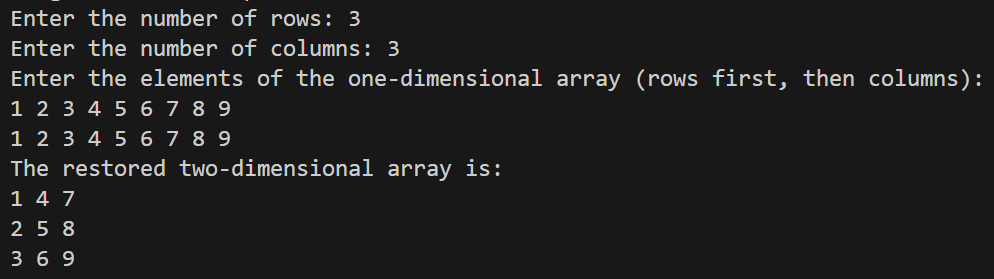 Enter the number of rows: 3
Enter the number of columns: 3
Enter the elements of the one-dimensional array (rows first, then columns):
1 2 3 4 5 6 7 8 9
1 2 3 4 5 6 7 8 9
The restored two-dimensional array is:
1 4 7
2 5 8
3 6 9